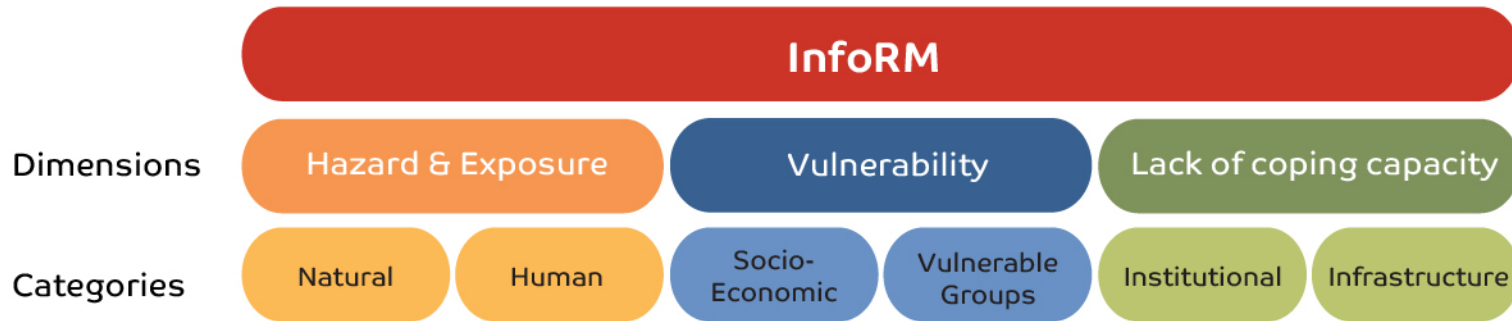 InfoRM
Dimensions
Hazard & Exposure
Vulnerability
Lack of coping capacity
Categories
Natural
Human
Socio-
Economic
Vulnerable
Groups
Institutional
Infrastructure